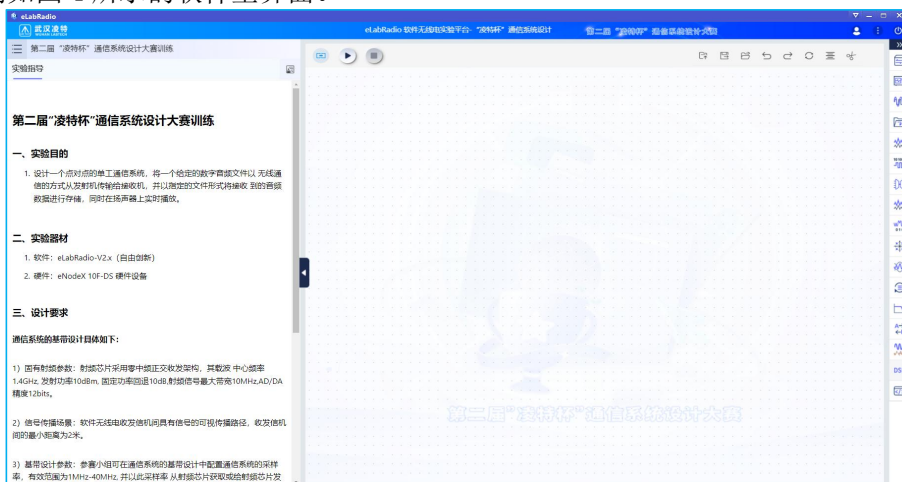 eLabRadio
武汉凌特
eLabRadio 软件无线电实验平台- “凌特杯” 通信系统设计
第二届 “凌特杯” 通信系统设计大赛训练
实验指导
第二届“凌特杯”通信系统设计大赛训练
一、实验目的
1. 设计一个点对点的单工通信系统，将一个给定的数字音频文件以 无线通
信的方式从发射机传输给接收机，并以指定的文件形式将接收 到的音频
数据进行存储，同时在扬声器上实时播放。
二、实验器材
1. 软件：eLabRadio-V2.x（自由创新）
2. 硬件：eNodeX 10F-DS 硬件设备
三、设计要求
通信系统的基带设计具体如下：
1）固有射频参数：射频芯片采用零中频正交收发架构，其载波 中心频率
1.4GHz, 发射功率10dBm, 固定功率回退10dB,射频信号最大带宽10MHz,AD/DA
精度12bits。
2）信号传播场景：软件无线电收发信机间具有信号的可视传播路径，收发信机
间的最小距离为2米。
3）基带设计参数：参赛小组可在通信系统的基带设计中配置通信系统的采样
率，有效范围为1MHz-40MHz, 并以此采样率 从射频芯片获取或给射频芯片发
第二届“凌特杯”通信系统设计大赛
DS